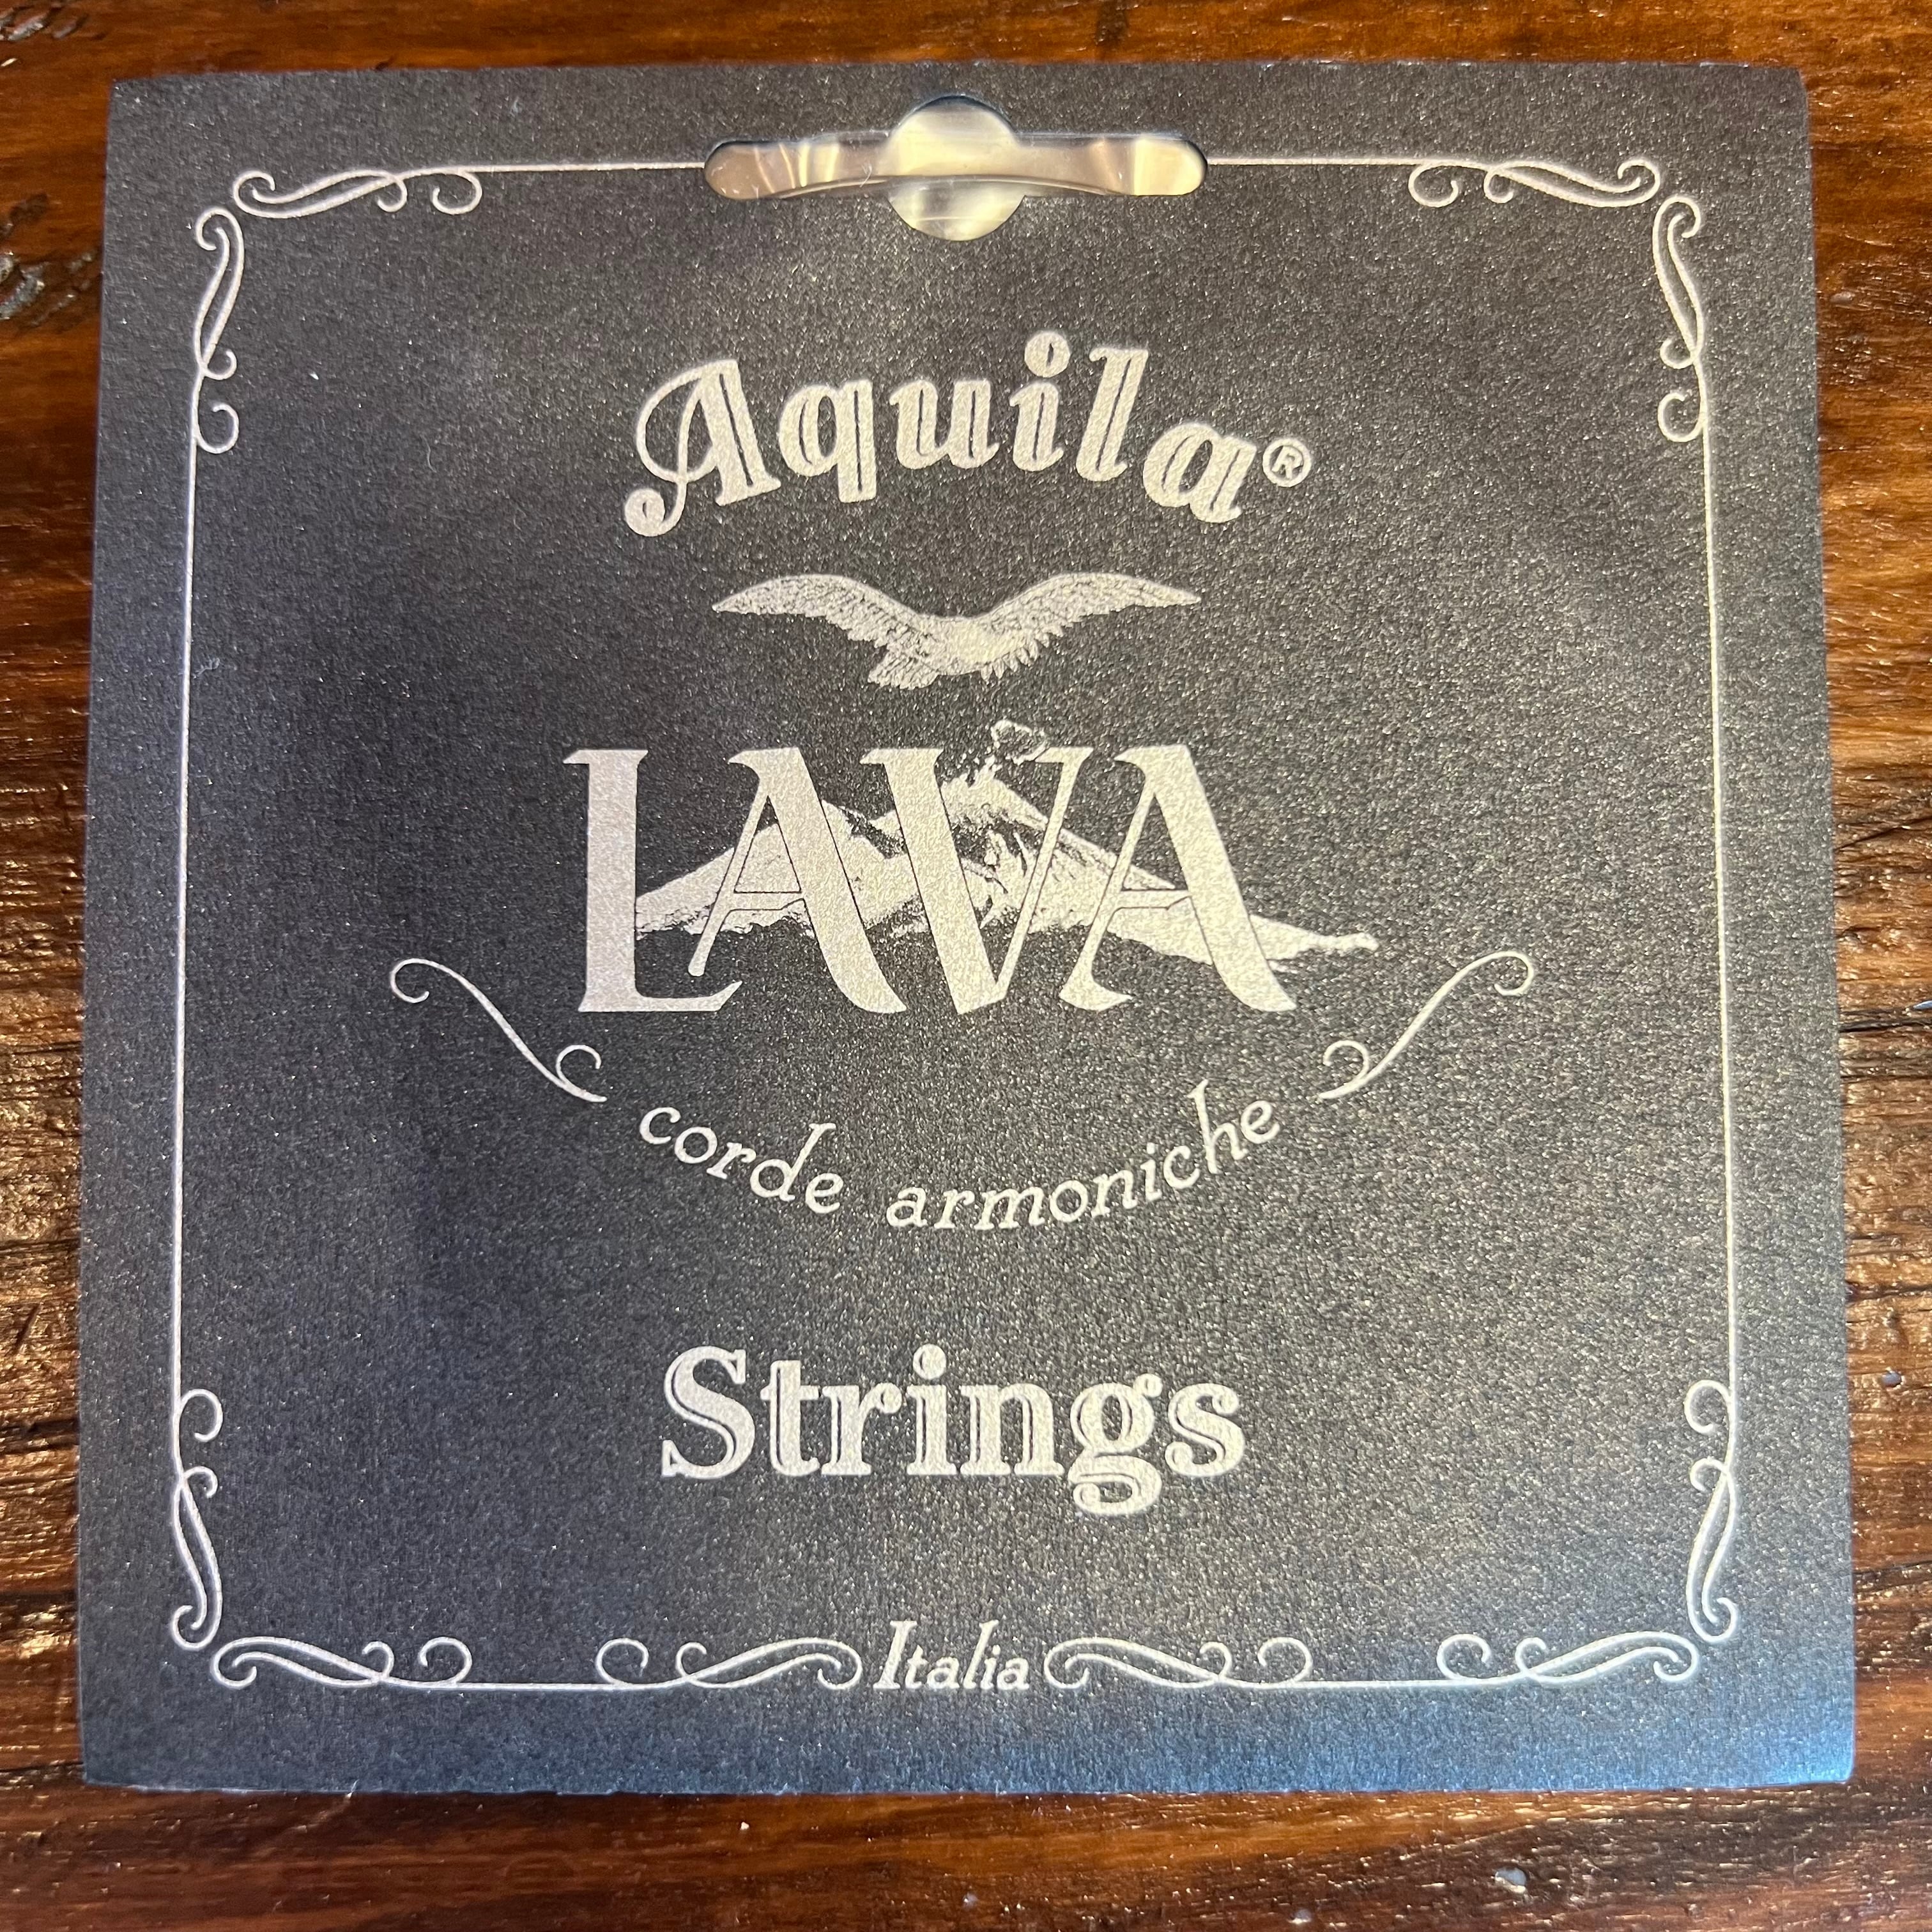 Aquila®
LAVA
corde armoniche
Strings
Italia